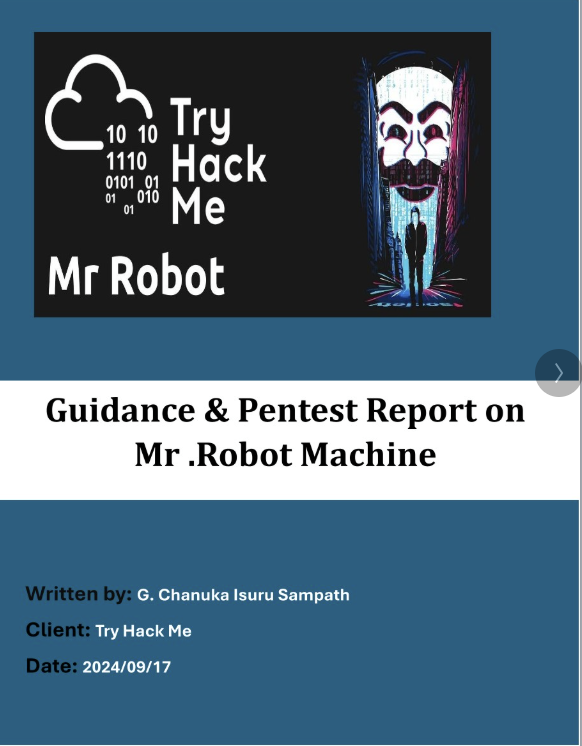 Try
Hack
Me
10 10
1110
0101 01
01 010
01
Mr Robot
Guidance & Pentest Report on
Mr .Robot Machine
Written by: G. Chanuka Isuru Sampath
Client: Try Hack Me
Date: 2024/09/17